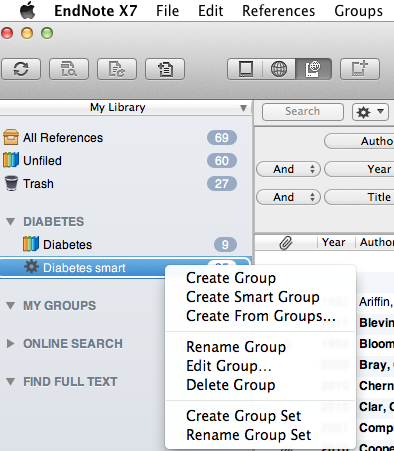 EndNote X7 File Edit References Groups
My Library
Search
All References 69
Unfiled 60
Trash 27
Autho
And Year
And Title
DIABETES
Diabetes 9
Diabetes smart
Year Author
MY GROUPS
ONLINE SEARCH
FIND FULL TEXT
Create Group
Create Smart Group
Create From Groups...
Rename Group
Edit Group...
Delete Group
Create Group Set
Rename Group Set
Ariffin,
Blevin
Bloom
Bray, G
Chern
Clar, C
Comp
Coope